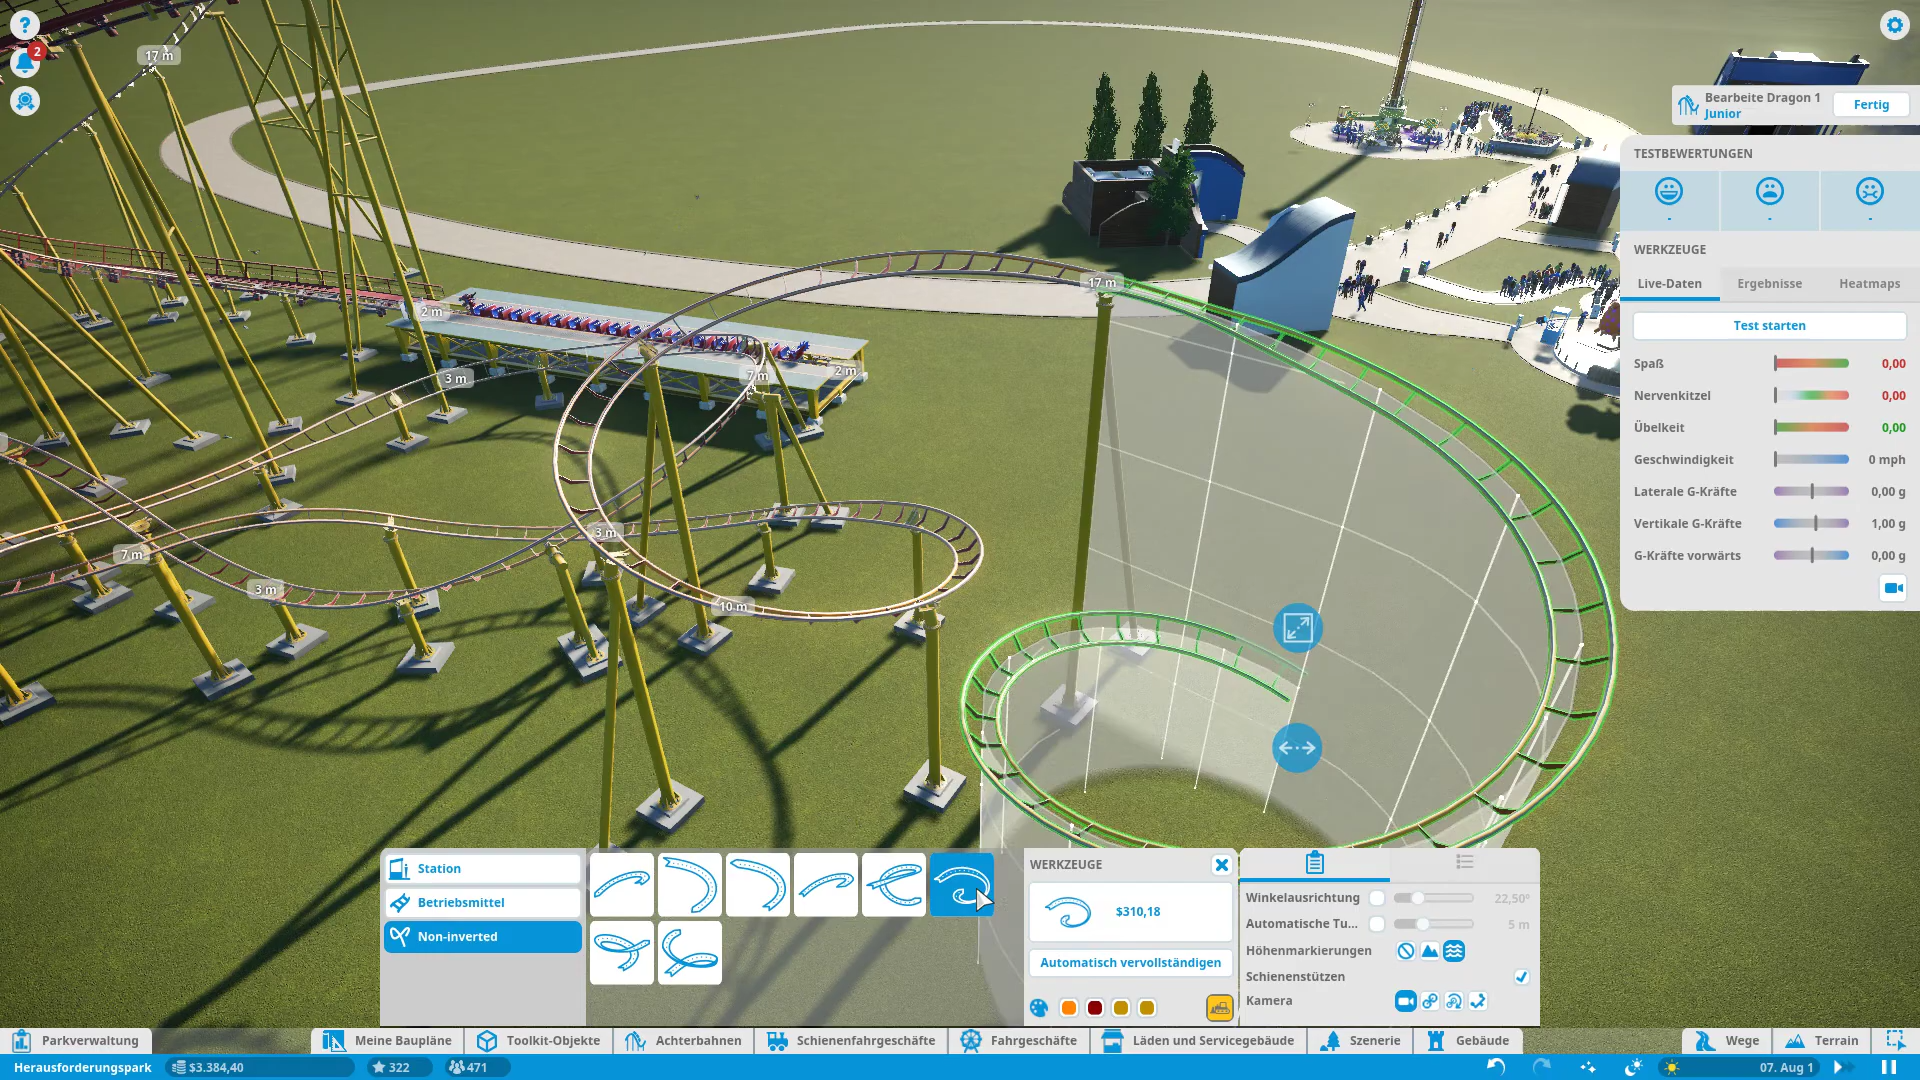 ?
2
17 m
Bearbeite Dragon 1
Junior
Fertig
TESTBEWERTUNGEN
-
-
-
WERKZEUGE
Live-Daten
Ergebnisse
Heatmaps
Test starten
Spaß
0,00
Nervenkitzel
0,00
Übelkeit
0,00
Geschwindigkeit
0 mph
Laterale G-Kräfte
0,00 g
Vertikale G-Kräfte
1,00 g
G-Kräfte vorwärts
0,00 g
17 m
2 m
3 m
7 m
2 m
3 m
7 m
3 m
10 m
Station
Betriebsmittel
Non-inverted
WERKZEUGE
$310,18
Automatisch vervollständigen
Winkelausrichtung
22,50°
Automatische Tu...
5 m
Höhenmarkierungen
Schienenstützen
Kamera
Parkverwaltung
Meine Baupläne
Toolkit-Objekte
Achterbahnen
Schienenfahrgeschäfte
Fahrgeschäfte
Läden und Servicegebäude
Szenerie
Gebäude
Wege
Terrain
Herausforderungspark
$3.384,40
322
471
07. Aug 1